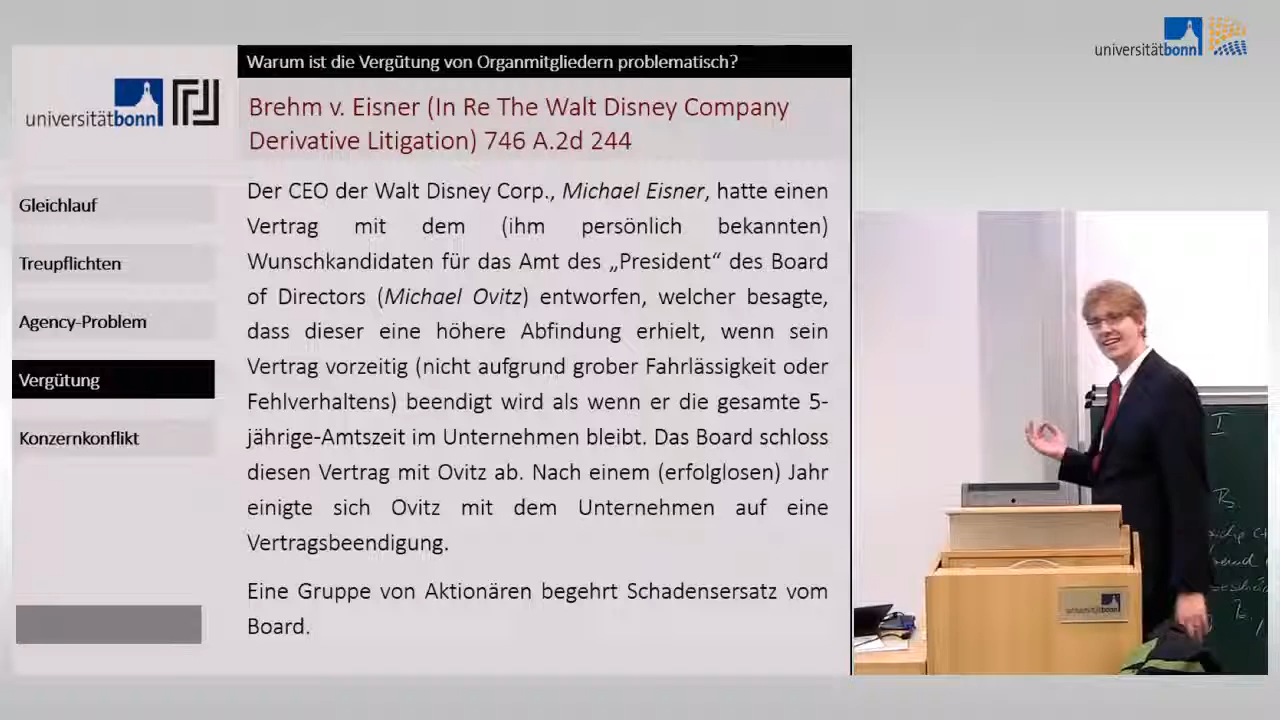 universitätbonn
Warum ist die Vergütung von Organmitgliedern problematisch?
universitätbonn
Brehm v. Eisner (In Re The Walt Disney Company
Derivative Litigation) 746 A.2d 244
Gleichlauf
Treupflichten
Agency-Problem
Vergütung
Konzernkonflikt
Der CEO der Walt Disney Corp., Michael Eisner, hatte einen
Vertrag mit dem (ihm persönlich bekannten)
Wunschkandidaten für das Amt des „President“ des Board
of Directors (Michael Ovitz) entworfen, welcher besagte,
dass dieser eine höhere Abfindung erhielt, wenn sein
Vertrag vorzeitig (nicht aufgrund grober Fahrlässigkeit oder
Fehlverhaltens) beendigt wird als wenn er die gesamte 5-
jährige-Amtszeit im Unternehmen bleibt. Das Board schloss
diesen Vertrag mit Ovitz ab. Nach einem (erfolglosen) Jahr
einigte sich Ovitz mit dem Unternehmen auf eine
Vertragsbeendigung.
Eine Gruppe von Aktionären begehrt Schadensersatz vom
Board.
universitätbonn
I
B.